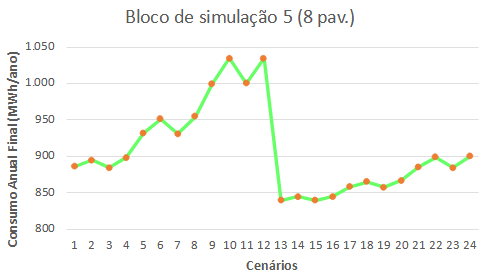 Bloco de simulação 5 (8 pav.)
Consumo Anual Final(MWh/ano)
1.050
1.000
950
900
850
800
1 2 3 4 5 6 7 8 9 10 11 12 13 14 15 16 17 18 19 20 21 22 23 24
Cenários